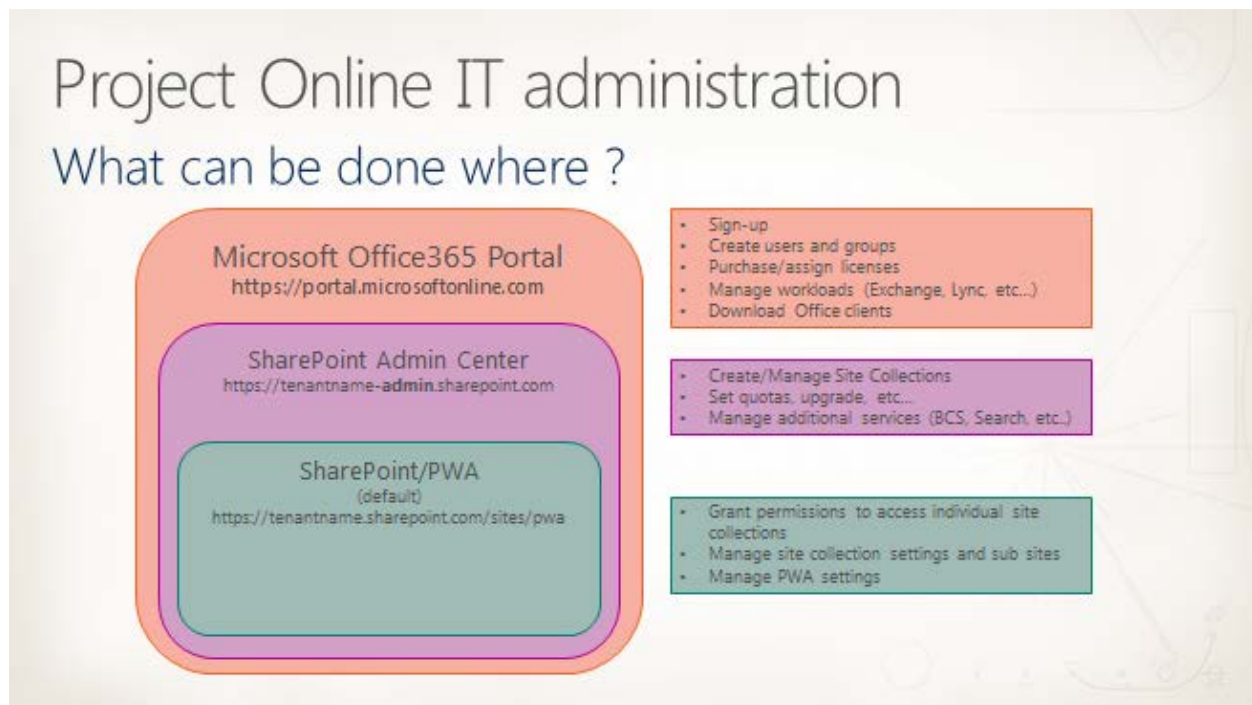 Project Online IT administration
What can be done where ?
Microsoft Office365 Portal
https://portal.microsoftonline.com
SharePoint Admin Center
https://tenantname-admin.sharepoint.com
SharePoint/PWA
(default)
https://tenantname.sharepoint.com/sites/pwa
• Sign-up
• Create users and groups
• Purchase/assign licenses
• Manage workloads (Exchange, Lync, etc...)
• Download Office clients
• Create/Manage Site Collections
• Set quotas, upgrade, etc...
• Manage additional services (BCS, Search, etc..)
• Grant permissions to access individual site
collections
• Manage site collection settings and sub sites
• Manage PWA settings